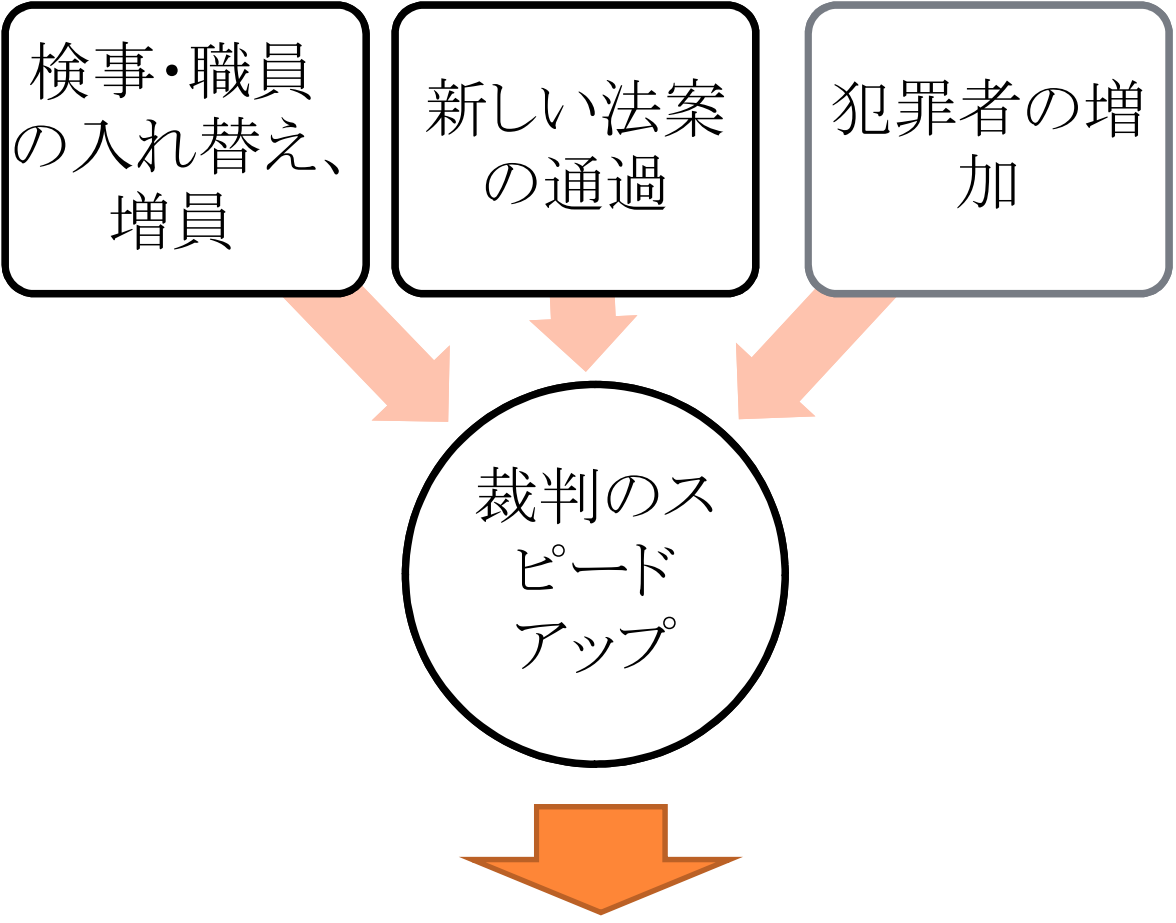 検事・職員
の入れ替え、
増員
新しい法案
の通過
犯罪者の増
加
裁判のス
ピード
アップ